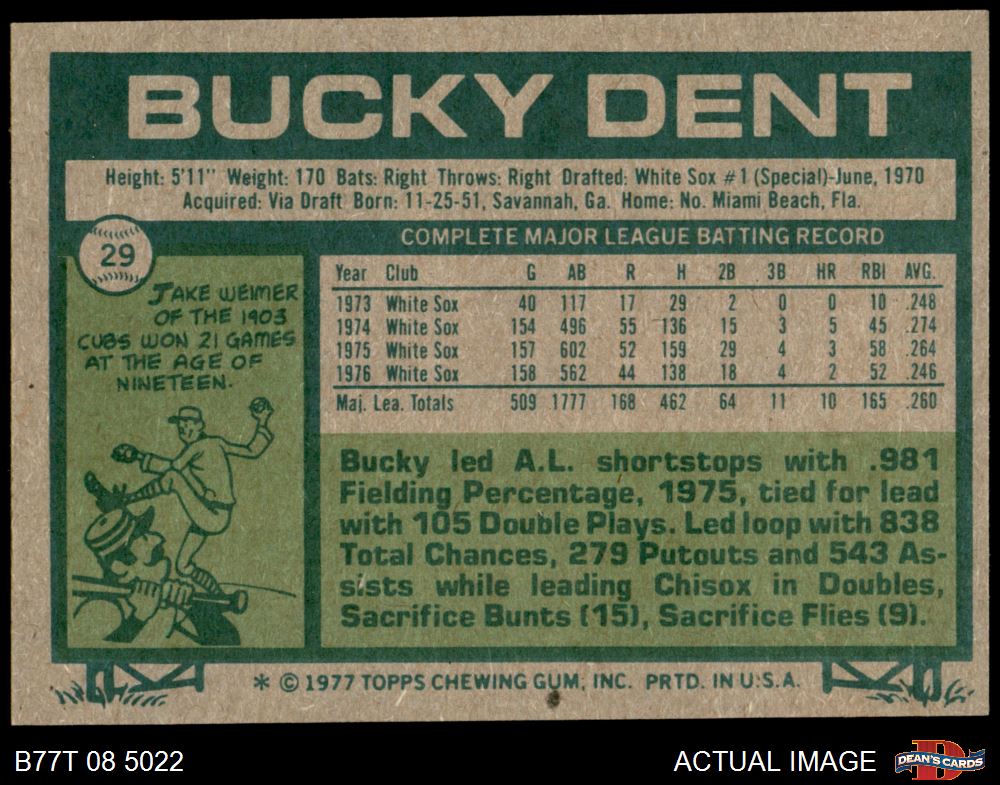 BUCKY DENT
Height: 5'11" Weight: 170 Bats: Right Throws: Right Drafted: White Sox #1 (Special)-June, 1970
Acquired: Via Draft Born: 11-25-51, Savannah, Ga. Home: No. Miami Beach, Fla.
29
JAKE WEIMER
OF THE 1903
CUBS WON 21 GAMES
AT THE AGE OF
NINETEEN.
COMPLETE MAJOR LEAGUE BATTING RECORD
Year Club G AB R H 2B 3B HR RBI AVG.
1973 White Sox 40 117 17 29 2 0 0 10 .248
1974 White Sox 154 496 55 136 15 3 5 45 .274
1975 White Sox 157 602 52 159 29 4 3 58 .264
1976 White Sox 158 562 44 138 18 4 2 52 .246
Maj. Lea. Totals 509 1777 168 462 64 11 10 165 .260
Bucky led A.L. shortstops with .981
Fielding Percentage, 1975, tied for lead
with 105 Double Plays. Led loop with 838
Total Chances, 279 Putouts and 543 As-
sists while leading Chisox in Doubles,
Sacrifice Bunts (15), Sacrifice Flies (9).
* © 1977 TOPPS CHEWING GUM, INC. PRTD. IN U.S.A.
B77T 08 5022
ACTUAL IMAGE
D
DEAN'S CARDS